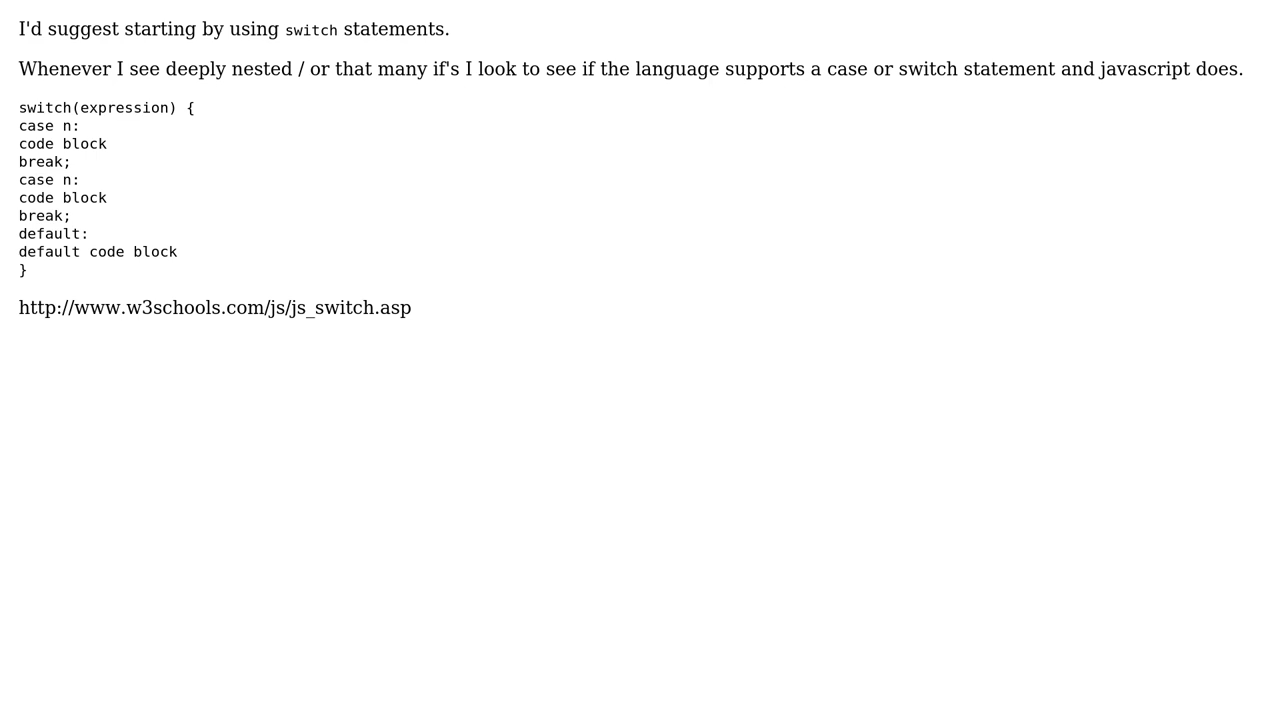 I'd suggest starting by using switch statements.
Whenever I see deeply nested / or that many if's I look to see if the language supports a case or switch statement and javascript does.
switch(expression) {
case n:
code block
break;
case n:
code block
break;
default:
default code block
}
http://www.w3schools.com/js/js_switch.asp